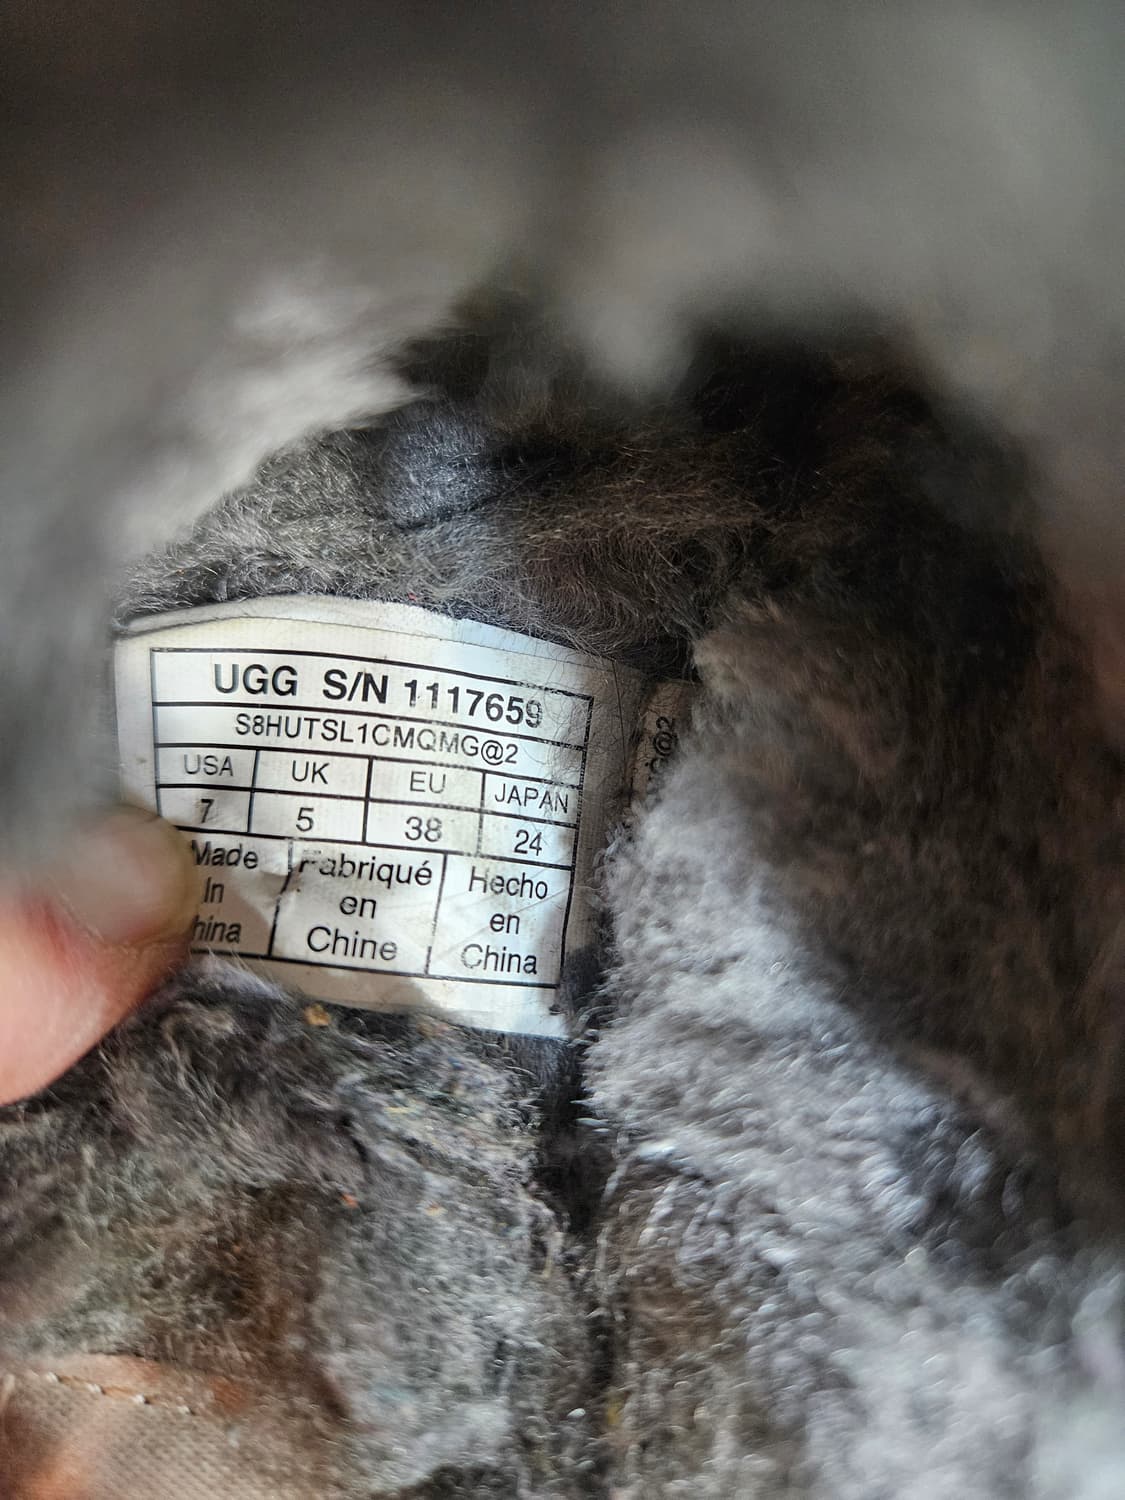 UGG S/N 1117659
S8HUTSL1CMQMG@2
USA UK EU JAPAN
7 5 38 24
Made In China
Fabriqué en Chine
Hecho en China
@2